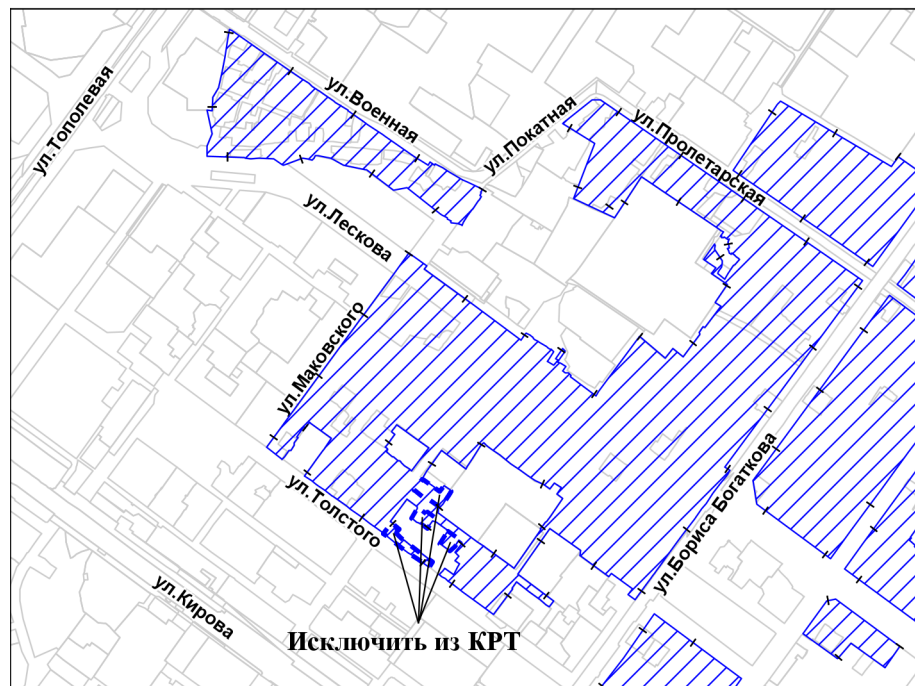 ул.Тополевая
ул.Военная
ул.Покатная
ул.Пролетарская
ул.Лескова
ул.Маковского
ул.Толстого
ул.Бориса Богаткова
ул.Кирова
Исключить из КРТ